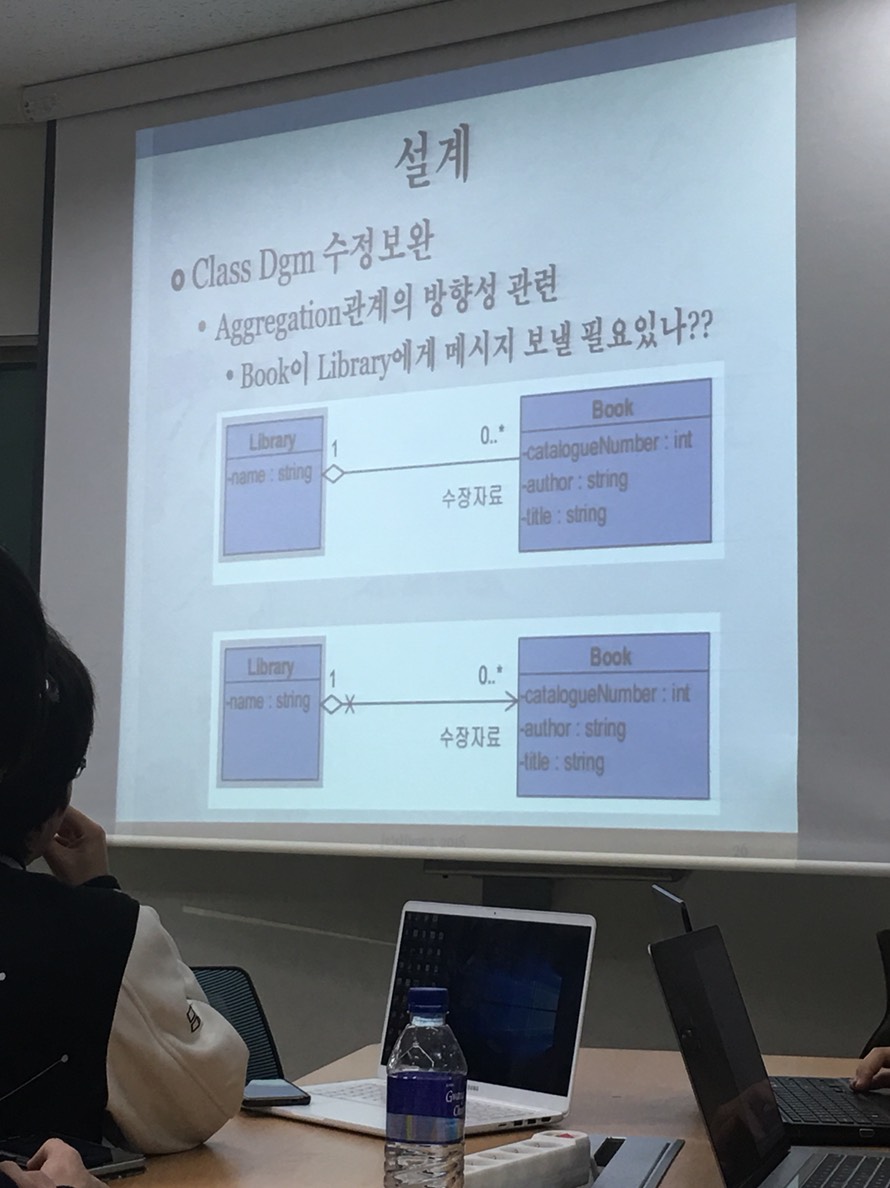 설계
Class Dgm 수정보완
• Aggregation관계의 방향성 관련
• Book이 Library에게 메시지 보낼 필요있나??
Library
-name : string
1
0..*
수장자료
Book
-catalogueNumber : int
-author : string
-title : string
Library
-name : string
1
0..*
수장자료
Book
-catalogueNumber : int
-author : string
-title : string
26